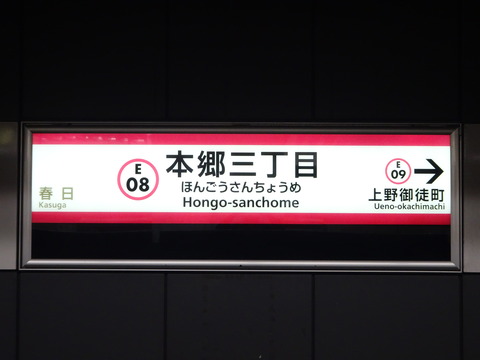 春日
Kasuga
E
08
本郷三丁目
ほんごうさんちょうめ
Hongo-sanchome
E
09
上野御徒町
Ueno-okachimachi